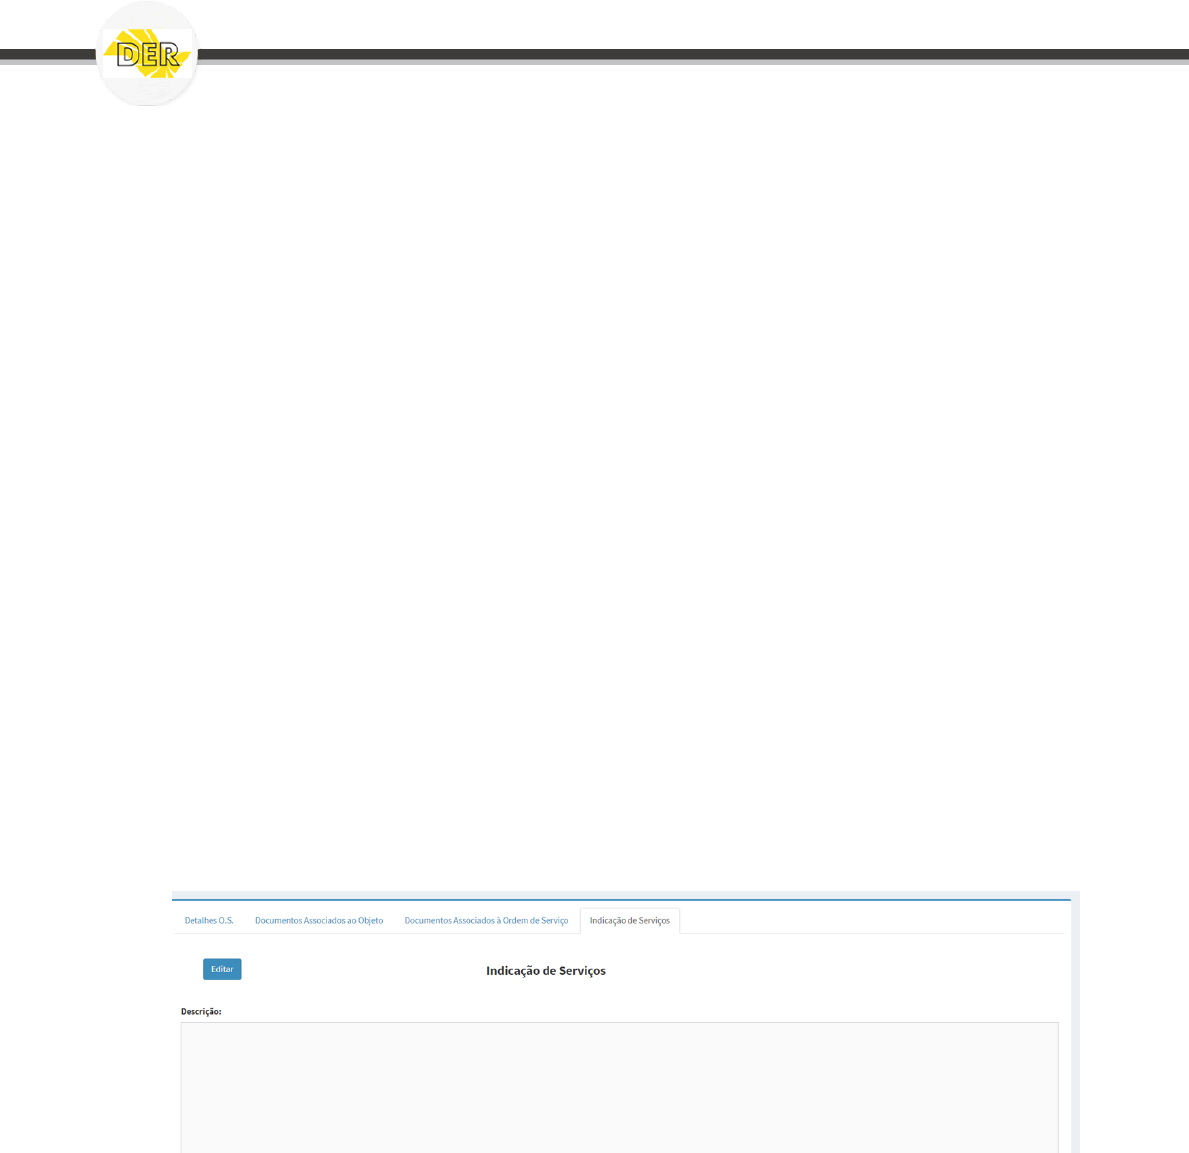 DER
Detalhes O.S. Documentos Associados ao Objeto Documentos Associados à Ordem de Serviço Indicação de Serviços
Editar
Indicação de Serviços
Descrição: